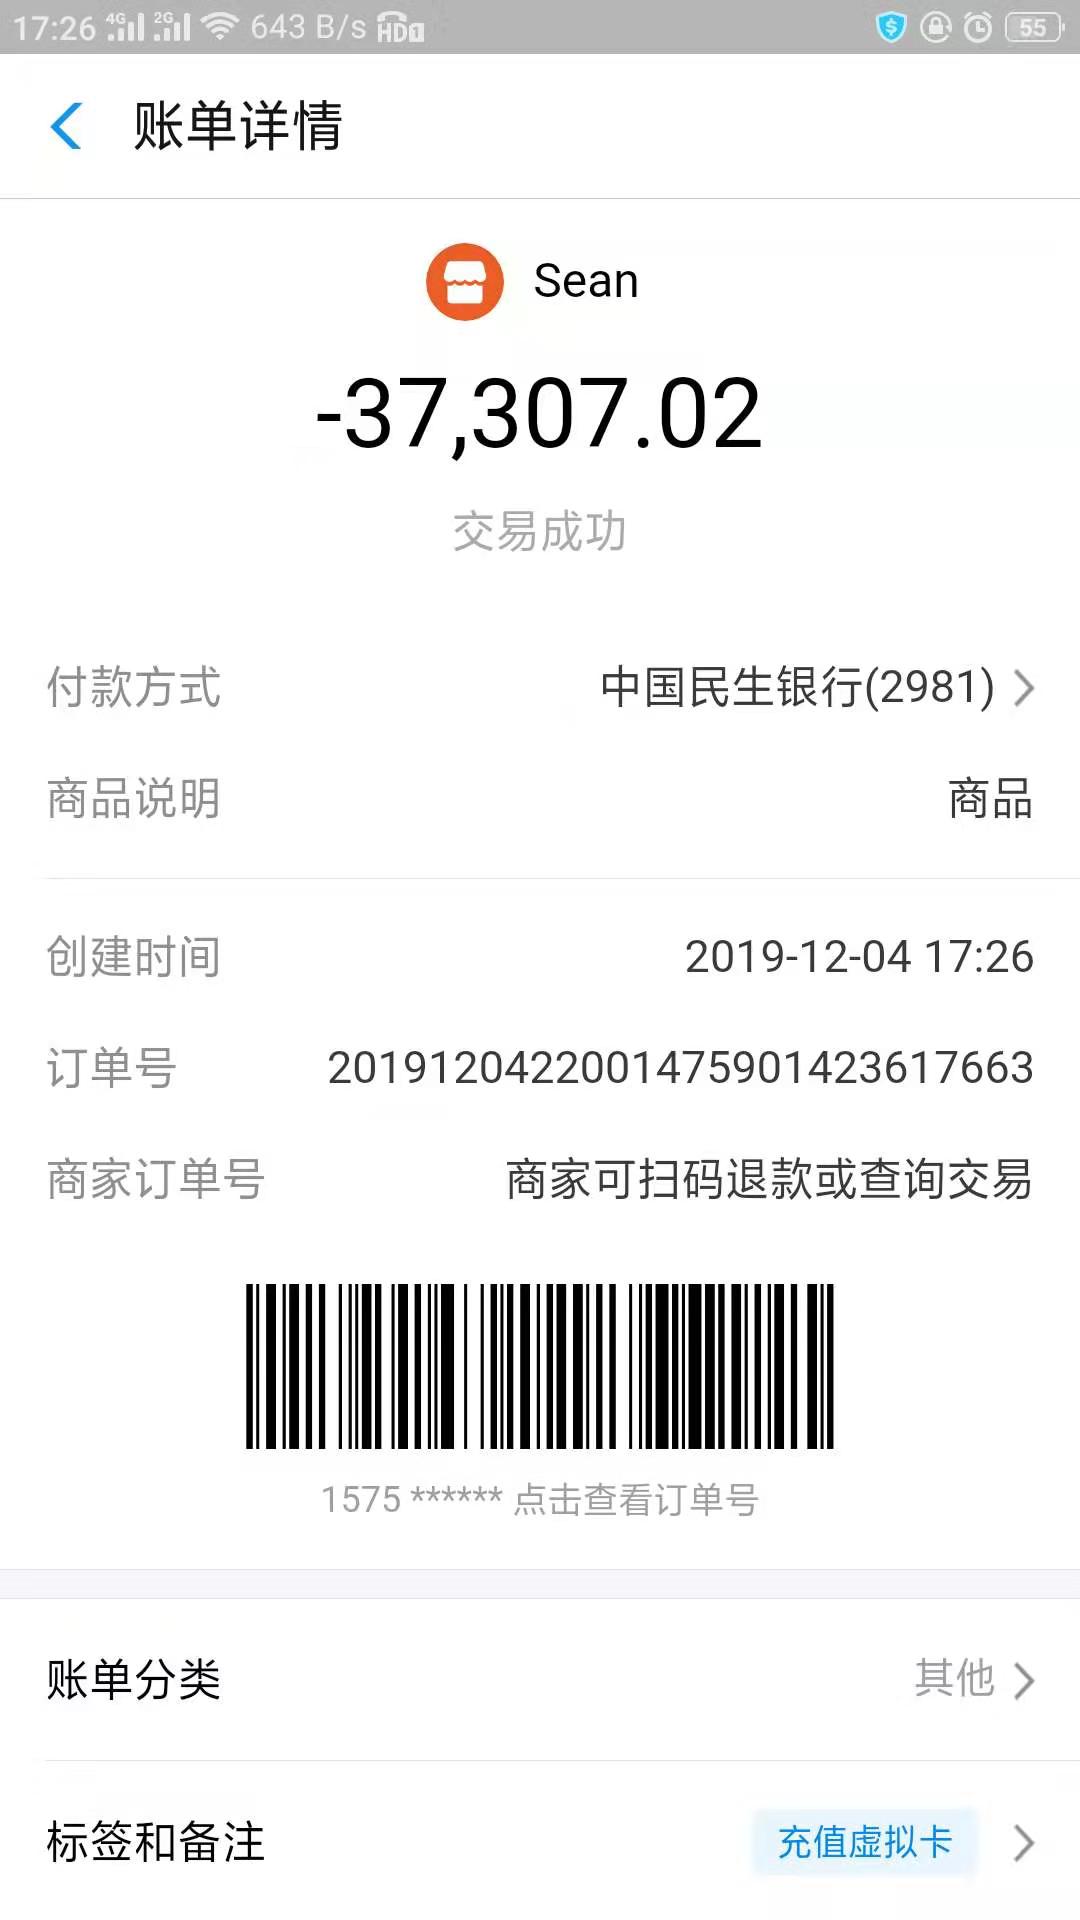 17:26 4G 2G 643 B/s HD1 55
账单详情
Sean
-37,307.02
交易成功
付款方式 中国民生银行(2981)
商品说明 商品
创建时间 2019-12-04 17:26
订单号 2019120422001475901423617663
商家订单号 商家可扫码退款或查询交易
1575 ****** 点击查看订单号
账单分类 其他
标签和备注 充值虚拟卡